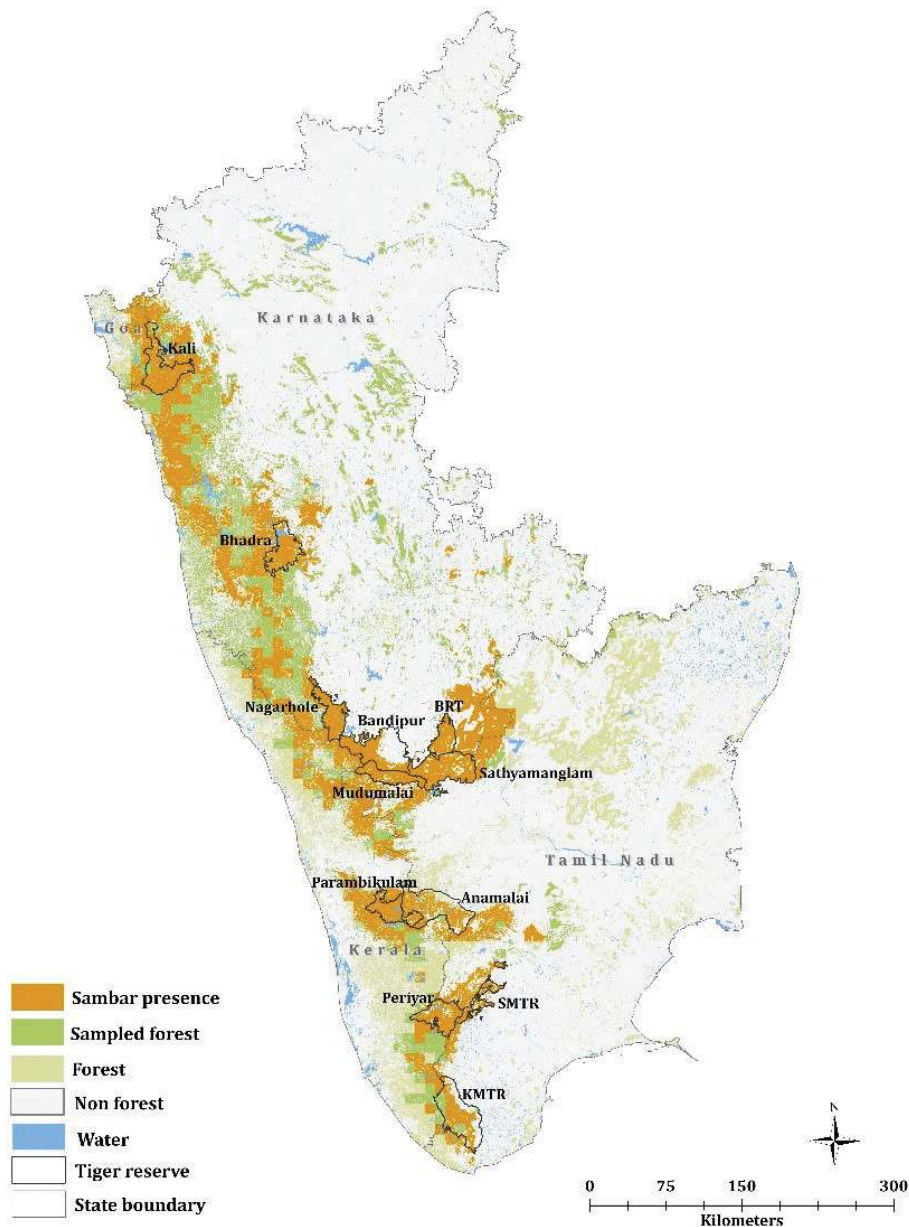 Karnataka
Goa
Kali
Bhadra
Nagarhole
Bandipur
BRT
Sathyamanglam
Mudumalai
Tamil Nadu
Parambikulam
Anamalai
Kerala
Periyar
SMTR
KMTR
Sambar presence
Sampled forest
Forest
Non forest
Water
Tiger reserve
State boundary
N
0 75 150 300
Kilometers